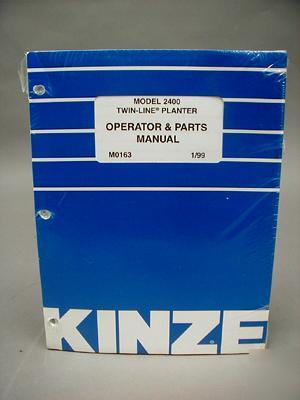 MODEL 2400
TWIN-LINE® PLANTER
OPERATOR & PARTS
MANUAL
M0163 1/99
KINZE®